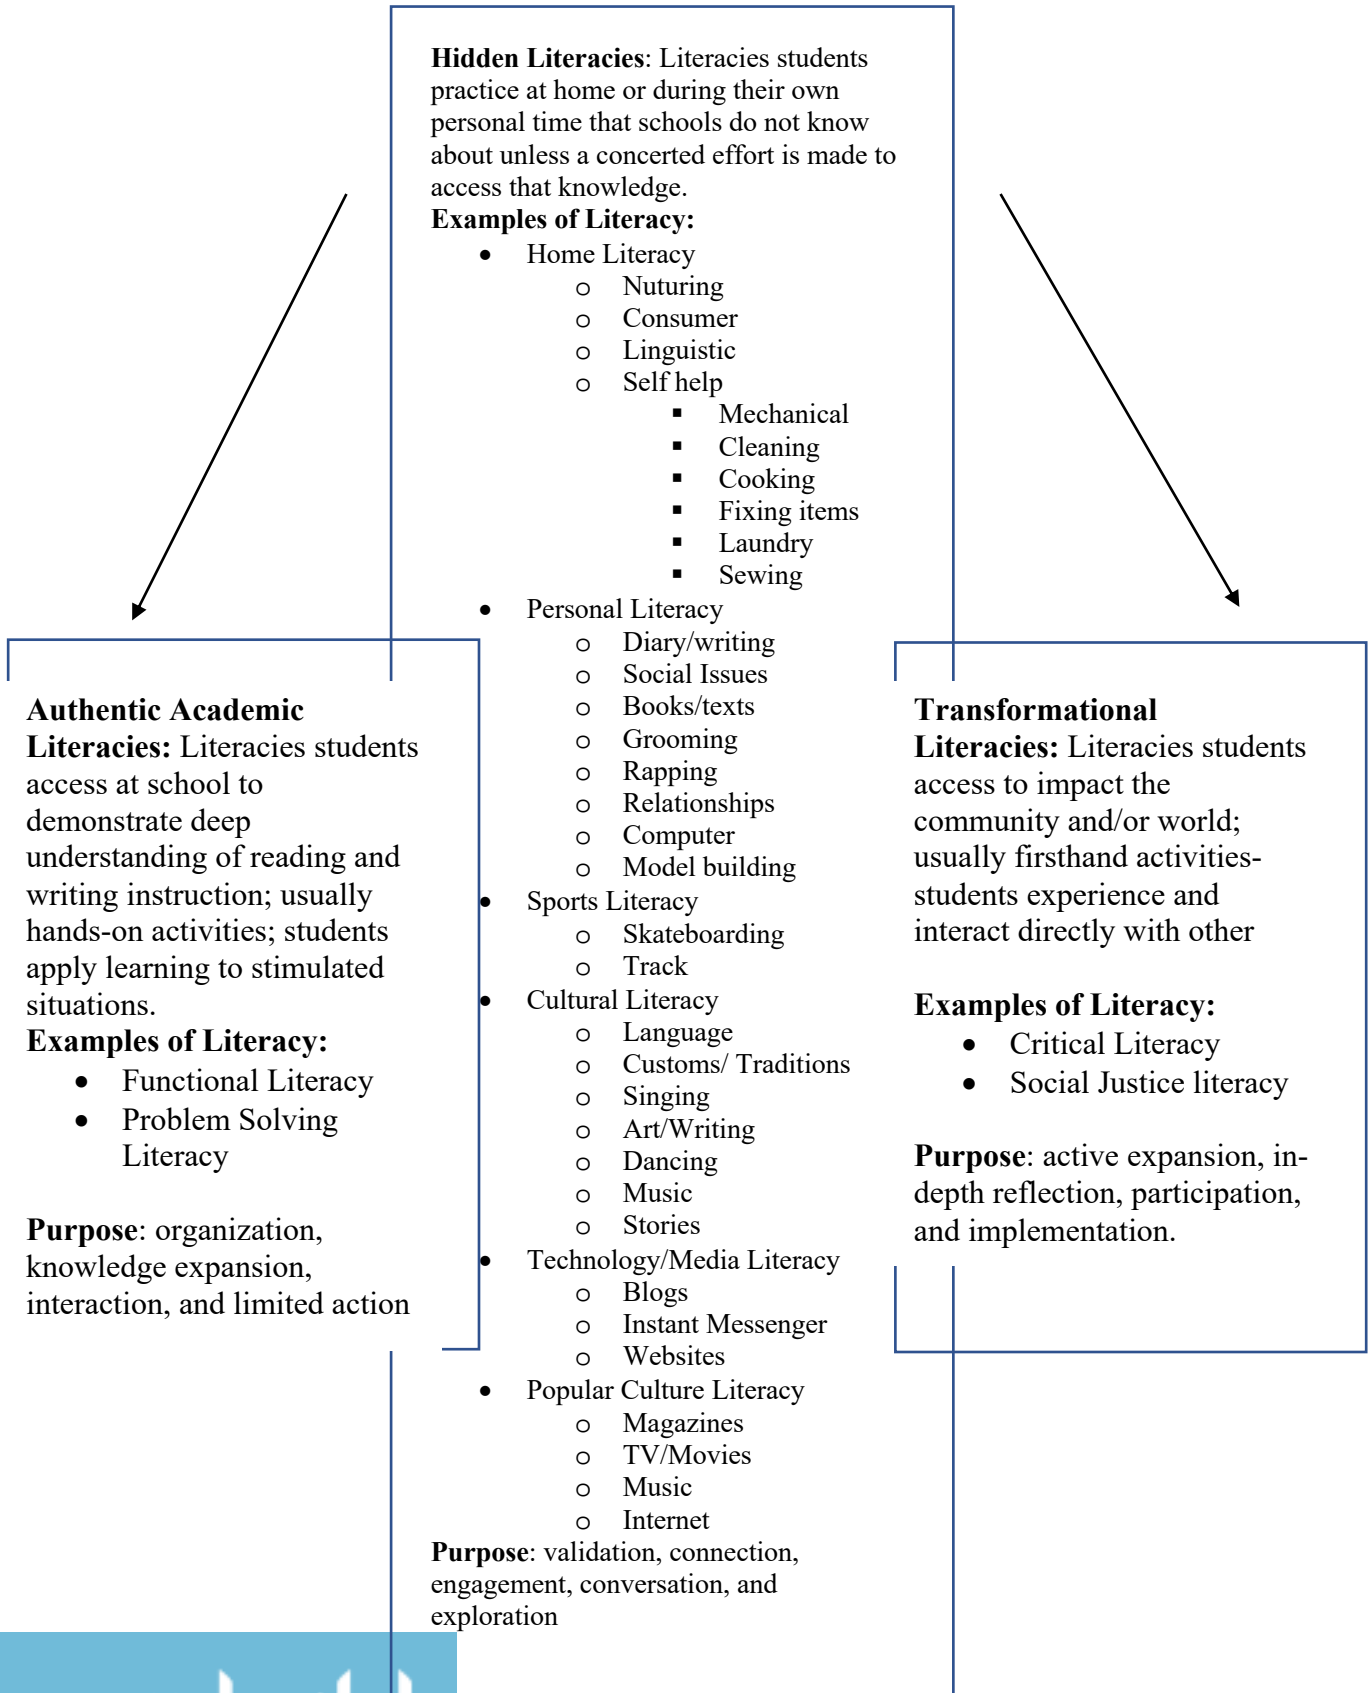 Hidden Literacies: Literacies students
practice at home or during their own
personal time that schools do not know
about unless a concerted effort is made to
access that knowledge.
Examples of Literacy:
• Home Literacy
o Nuturing
o Consumer
o Linguistic
o Self help
▪ Mechanical
▪ Cleaning
▪ Cooking
▪ Fixing items
▪ Laundry
▪ Sewing
• Personal Literacy
o Diary/writing
o Social Issues
o Books/texts
o Grooming
o Rapping
o Relationships
o Computer
o Model building
• Sports Literacy
o Skateboarding
o Track
• Cultural Literacy
o Language
o Customs/ Traditions
o Singing
o Art/Writing
o Dancing
o Music
o Stories
• Technology/Media Literacy
o Blogs
o Instant Messenger
o Websites
• Popular Culture Literacy
o Magazines
o TV/Movies
o Music
o Internet
Purpose: validation, connection,
engagement, conversation, and
exploration
Authentic Academic
Literacies: Literacies students
access at school to
demonstrate deep
understanding of reading and
writing instruction; usually
hands-on activities; students
apply learning to stimulated
situations.
Examples of Literacy:
• Functional Literacy
• Problem Solving
Literacy
Purpose: organization,
knowledge expansion,
interaction, and limited action
Transformational
Literacies: Literacies students
access to impact the
community and/or world;
usually firsthand activities-
students experience and
interact directly with other
Examples of Literacy:
• Critical Literacy
• Social Justice literacy
Purpose: active expansion, in-
depth reflection, participation,
and implementation.